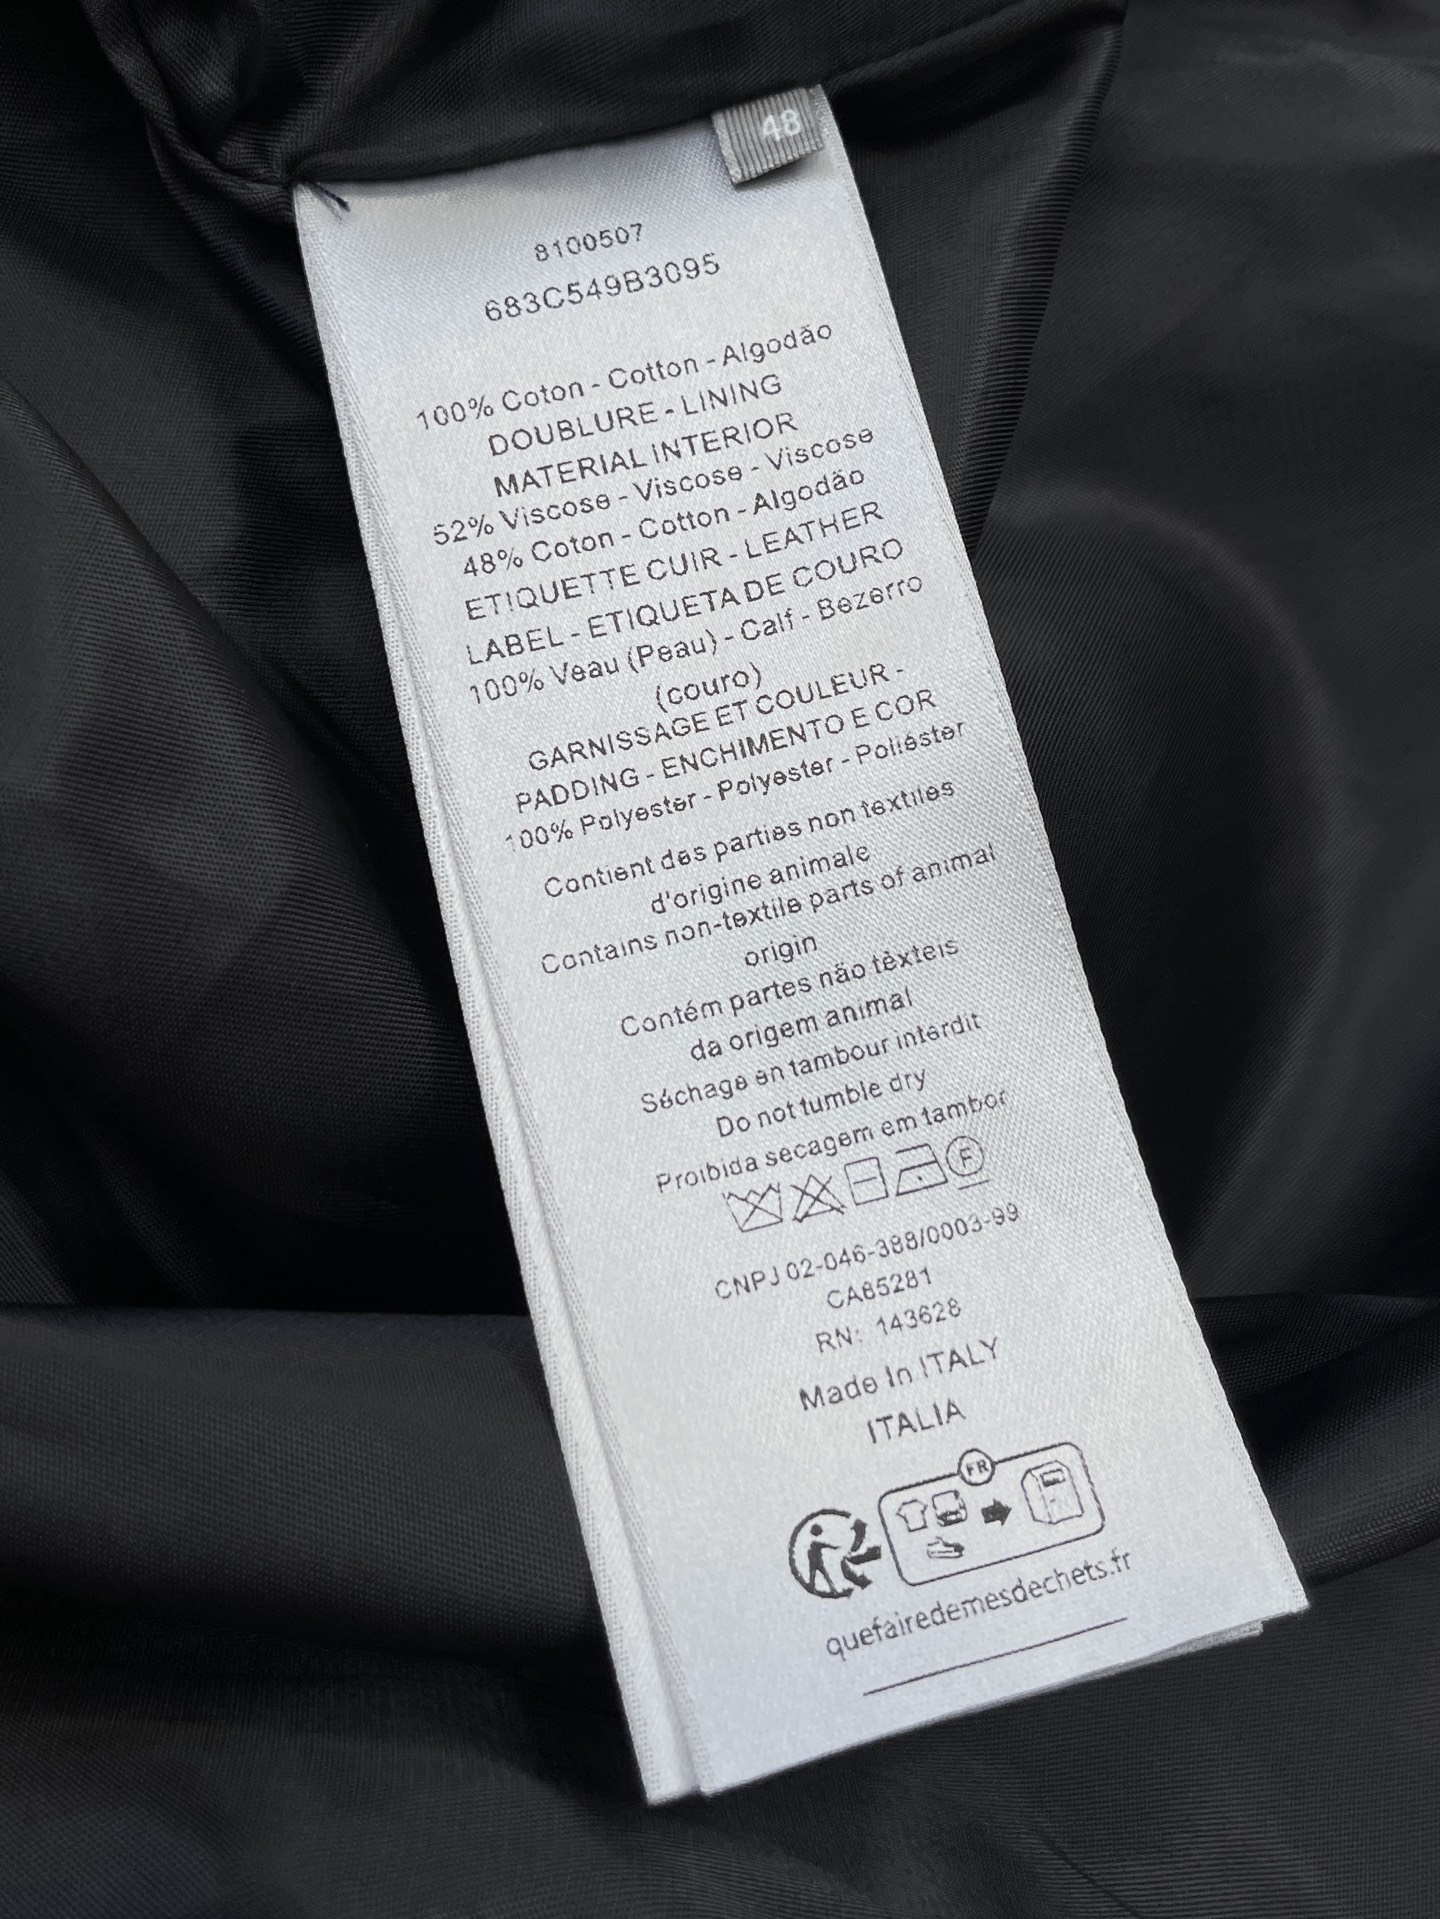 48
8100507
683C549B3095
100% Coton - Cotton - Algodão
DOUBLURE - LINING
MATERIAL INTERIOR
52% Viscose - Viscose - Viscose
48% Coton - Cotton - Algodão
ETIQUETTE CUIR - LEATHER
LABEL - ETIQUETA DE COURO
100% Veau (Peau) - Calf - Bezerro
(couro)
GARNISSAGE ET COULEUR -
PADDING - ENCHIMENTO E COR
100% Polyester - Polyester - Poliéster
Contient des parties non textiles
d'origine animale
Contains non-textile parts of animal
origin
Contém partes não têxteis
da origem animal
Séchage en tambour interdit
Do not tumble dry
Proibida secagem em tambor
F
CNPJ 02-046-388/0003-99
CA85281
RN: 143628
Made In ITALY
ITALIA
FR
quefairedemesdechets.fr